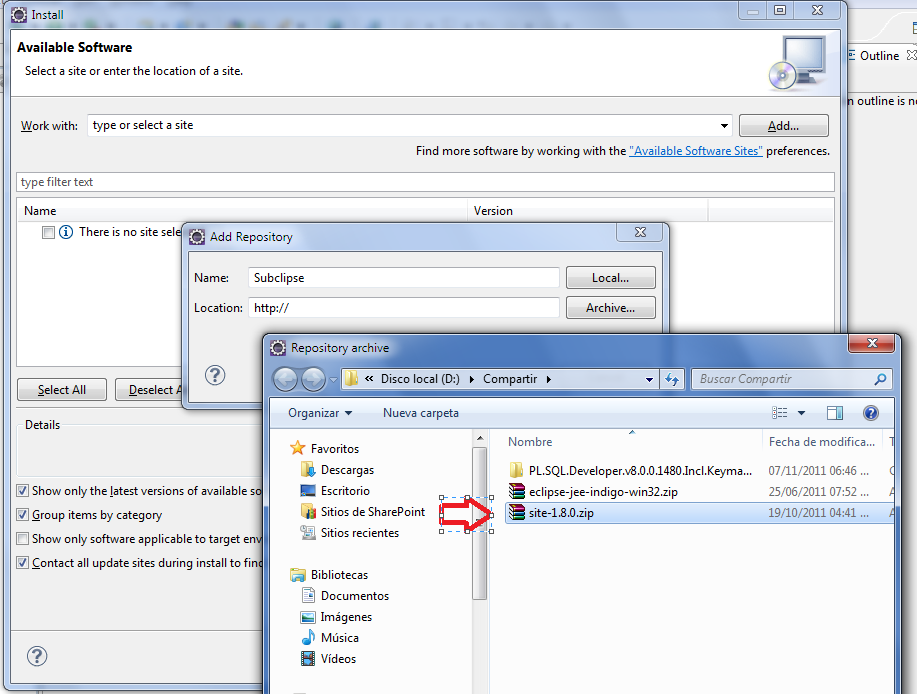 Install
Available Software
Select a site or enter the location of a site.
Outline
n outline is no
Work with: type or select a site Add...
Find more software by working with the "Available Software Sites" preferences.
type filter text
Name Version
There is no site sele
Add Repository
Name: Subclipse Local...
Location: http:// Archive...
Select All Deselect A
Details
Show only the latest versions of available so
Group items by category
Show only software applicable to target env
Contact all update sites during install to find
Repository archive
« Disco local (D:) Compartir Buscar Compartir
Organizar Nueva carpeta
Favoritos
Descargas
Escritorio
Sitios de SharePoint
Sitios recientes
Bibliotecas
Documentos
Imágenes
Música
Vídeos
Nombre Fecha de modifica... T
PL.SQL.Developer.v8.0.0.1480.Incl.Keyma... 07/11/2011 06:46 ...
eclipse-jee-indigo-win32.zip 25/06/2011 07:52 ... A
site-1.8.0.zip 19/10/2011 04:41 ... A